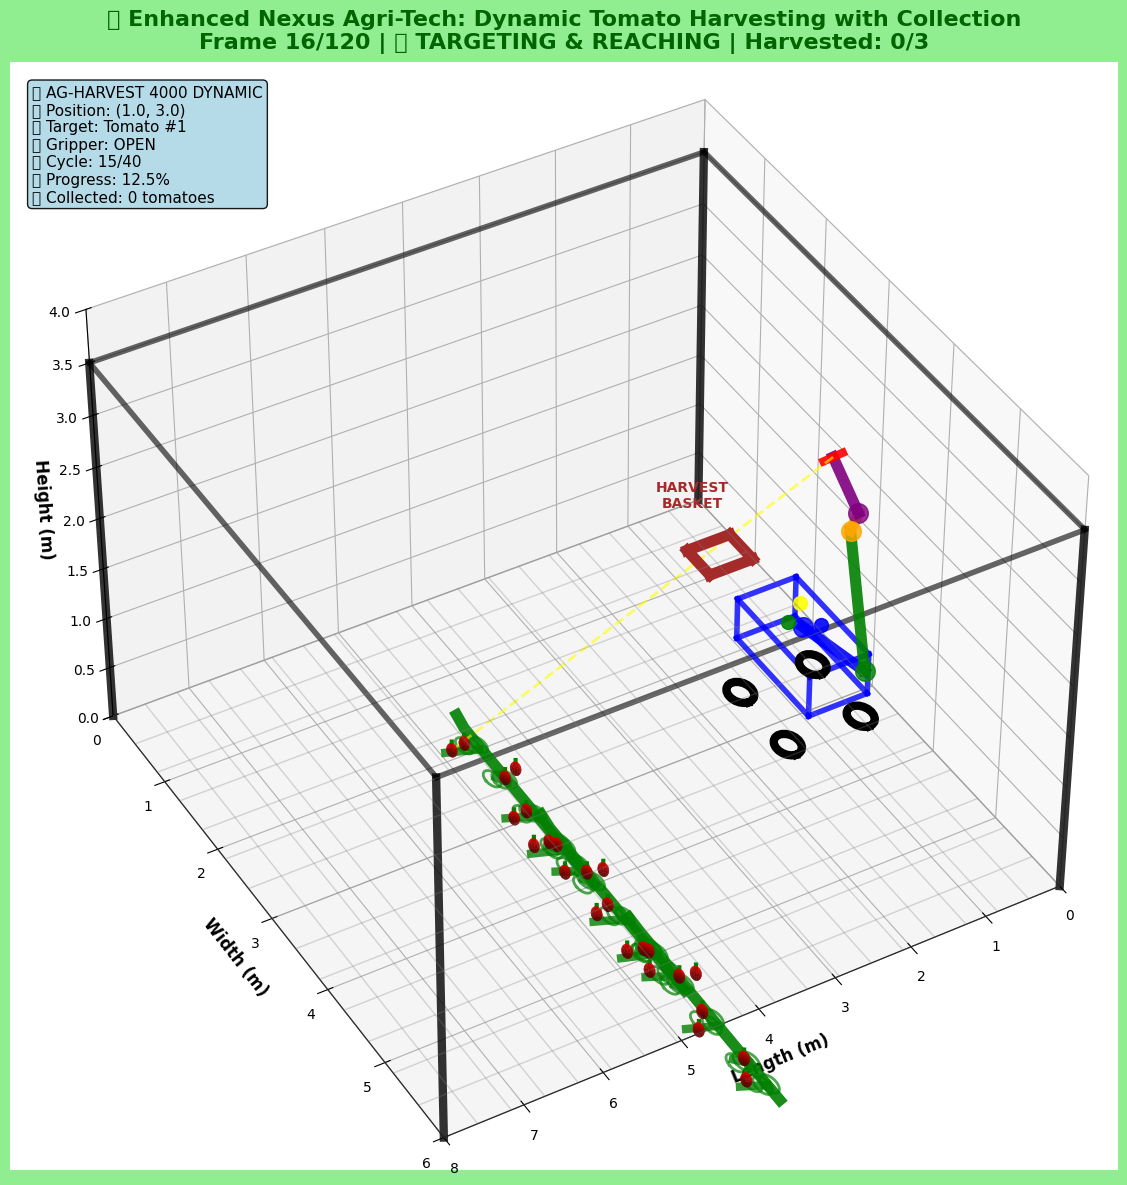 ▯ Enhanced Nexus Agri-Tech: Dynamic Tomato Harvesting with Collection
Frame 16/120 | ▯ TARGETING & REACHING | Harvested: 0/3
▯ AG-HARVEST 4000 DYNAMIC
▯ Position: (1.0, 3.0)
▯ Target: Tomato #1
▯ Gripper: OPEN
▯ Cycle: 15/40
▯ Progress: 12.5%
▯ Collected: 0 tomatoes
4.0
3.5
3.0
2.5
2.0
1.5
1.0
0.5
0.0
Height (m)
HARVEST
BASKET
0
1
2
3
4
5
6
Width (m)
8
7
6
5
4
3
2
1
0
Length (m)